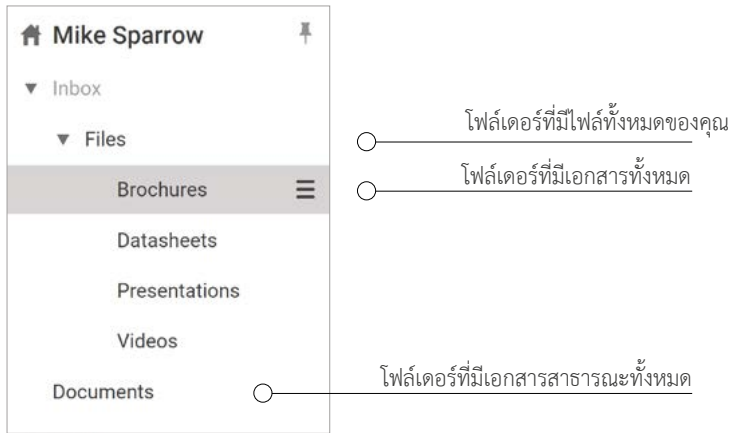 Mike Sparrow
Inbox
Files
โฟล์เดอร์ที่มีไฟล์ทั้งหมดของคุณ
Brochures
โฟล์เดอร์ที่มีเอกสารทั้งหมด
Datasheets
Presentations
Videos
Documents
โฟล์เดอร์ที่มีเอกสารสาธารณะทั้งหมด